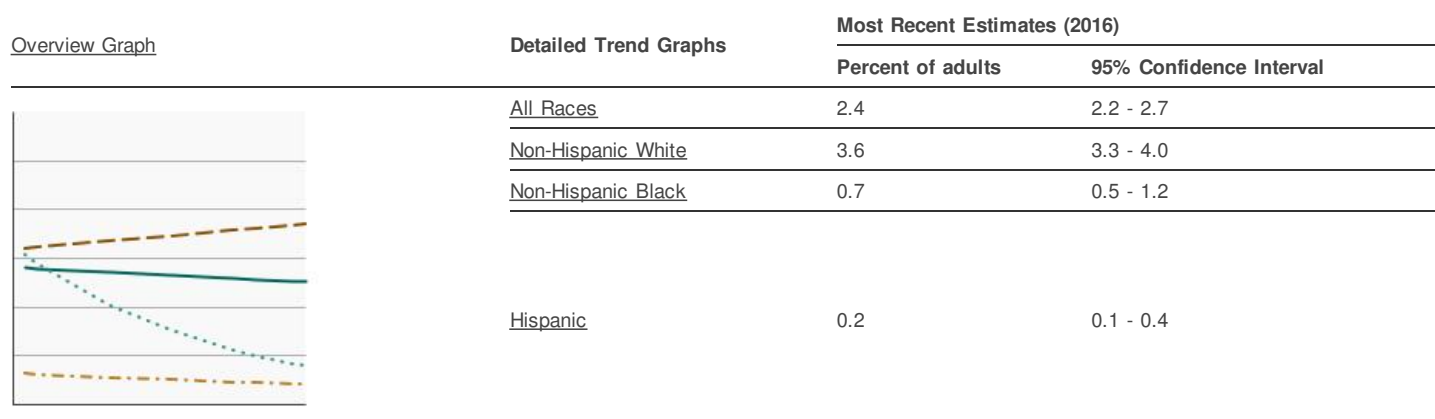 Overview Graph
Detailed Trend Graphs
Most Recent Estimates (2016)
Percent of adults
95% Confidence Interval
All Races 2.4 2.2 - 2.7
Non-Hispanic White 3.6 3.3 - 4.0
Non-Hispanic Black 0.7 0.5 - 1.2
Hispanic 0.2 0.1 - 0.4